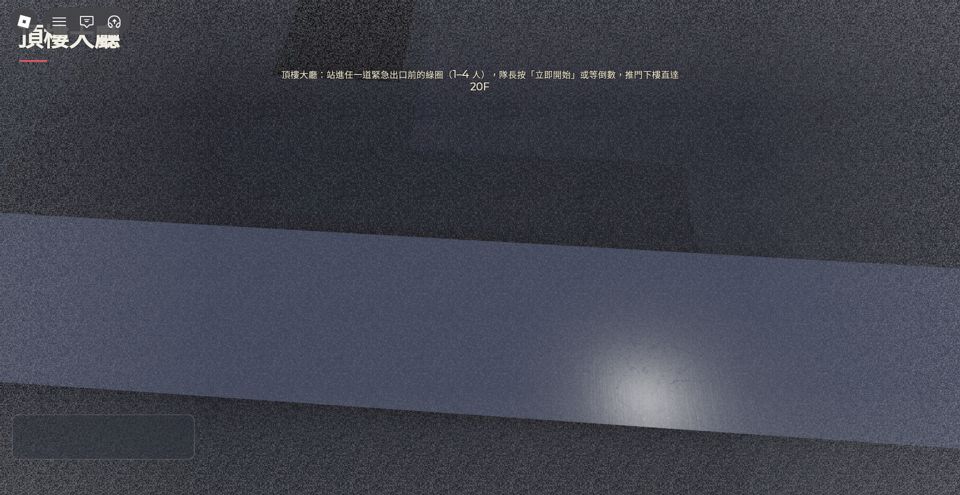 頂樓大廳
頂樓大廳：站進任一道緊急出口前的綠圈（1–4 人），隊長按「立即開始」或等倒數，推門下樓直達
20F